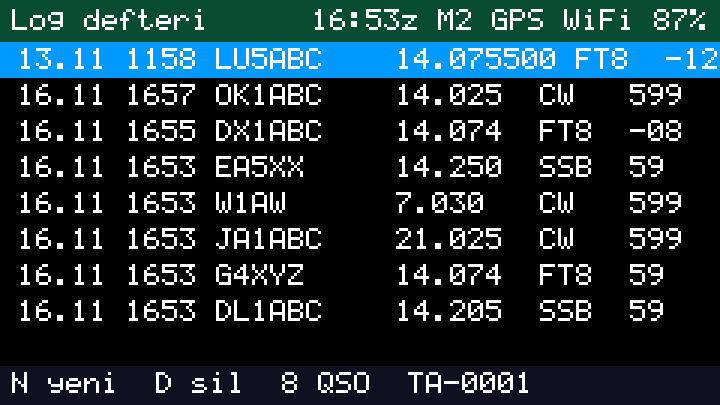 Log defteri 16:53z M2 GPS WiFi 87%
13.11 1158 LU5ABC 14.075500 FT8 -12
16.11 1657 OK1ABC 14.025 CW 599
16.11 1655 DX1ABC 14.074 FT8 -08
16.11 1653 EA5XX 14.250 SSB 59
16.11 1653 W1AW 7.030 CW 599
16.11 1653 JA1ABC 21.025 CW 599
16.11 1653 G4XYZ 14.074 FT8 59
16.11 1653 DL1ABC 14.205 SSB 59
N yeni D sil 8 QSO TA-0001